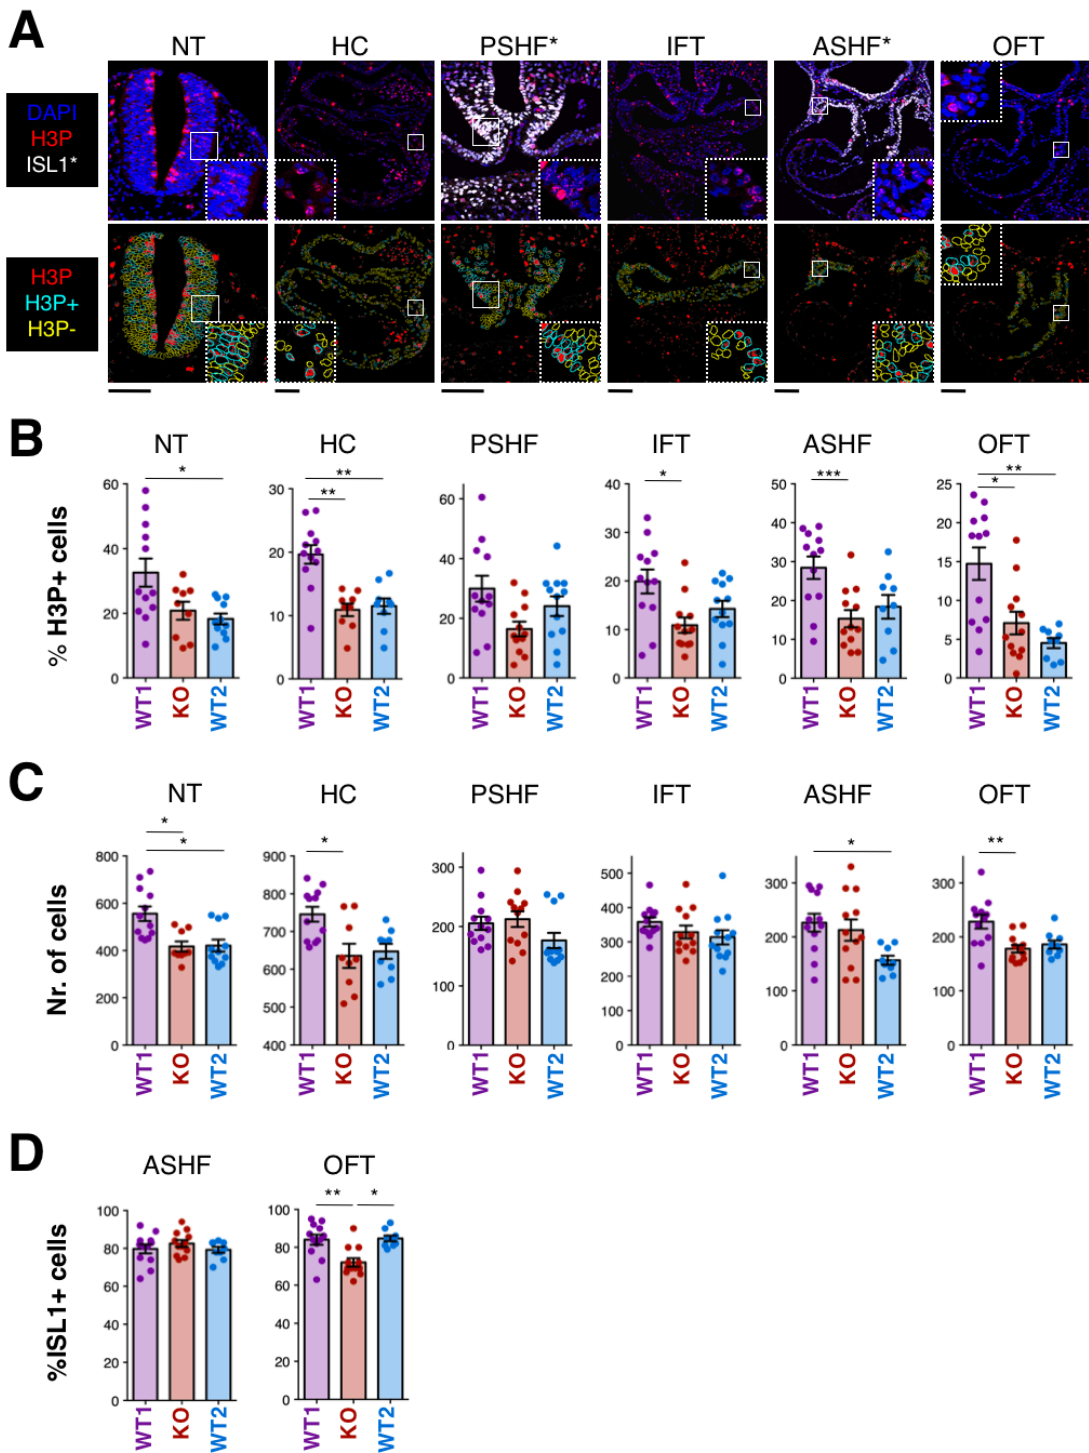 A
NT HC PSHF* IFT ASHF* OFT
DAPI
H3P
ISL1*
H3P
H3P+
H3P-
B
NT HC PSHF IFT ASHF OFT
% H3P+ cells
* ** ** * *** ** *
60 40 20 0
30 20 10 0
60 40 20 0
40 30 20 10 0
50 40 30 20 10 0
25 20 15 10 5 0
WT1 KO WT2 WT1 KO WT2 WT1 KO WT2 WT1 KO WT2 WT1 KO WT2 WT1 KO WT2
C
NT HC PSHF IFT ASHF OFT
Nr. of cells
* * * * **
800 600 400 200 0
900 800 700 600 500 400
300 200 100 0
500 400 300 200 100 0
300 200 100 0
300 200 100 0
WT1 KO WT2 WT1 KO WT2 WT1 KO WT2 WT1 KO WT2 WT1 KO WT2 WT1 KO WT2
D
ASHF OFT
%ISL1+ cells
** *
100 80 60 40 20 0
100 80 60 40 20 0
WT1 KO WT2 WT1 KO WT2